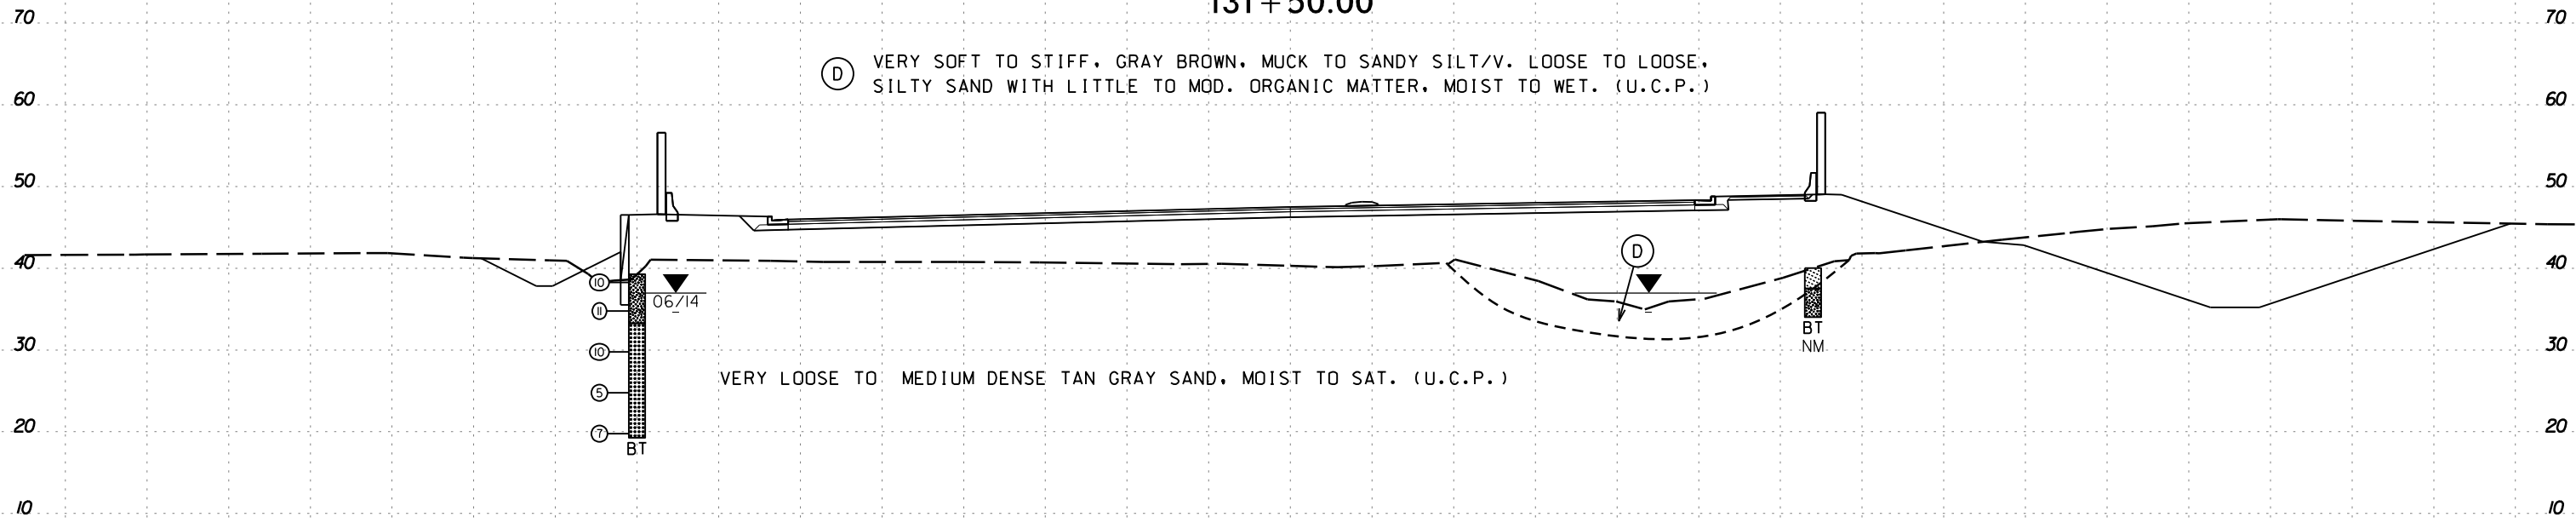 131+50.00
70 70
D VERY SOFT TO STIFF, GRAY BROWN, MUCK TO SANDY SILT/V. LOOSE TO LOOSE,
SILTY SAND WITH LITTLE TO MOD. ORGANIC MATTER, MOIST TO WET. (U.C.P.)
60 60
50 50
D
40 40
10
06/14
11
BT
NM
30 30
10
VERY LOOSE TO MEDIUM DENSE TAN GRAY SAND, MOIST TO SAT. (U.C.P.)
5
20 20
7
BT
10 10